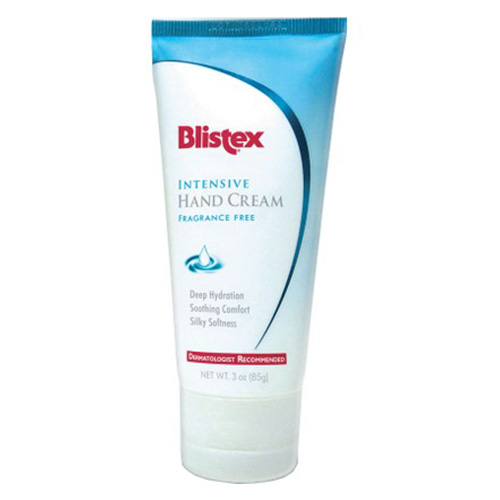 Blistex
INTENSIVE
HAND CREAM
FRAGRANCE FREE
Deep Hydration
Soothing Comfort
Silky Softness
DERMATOLOGIST RECOMMENDED
NET WT. 3 oz (85g)